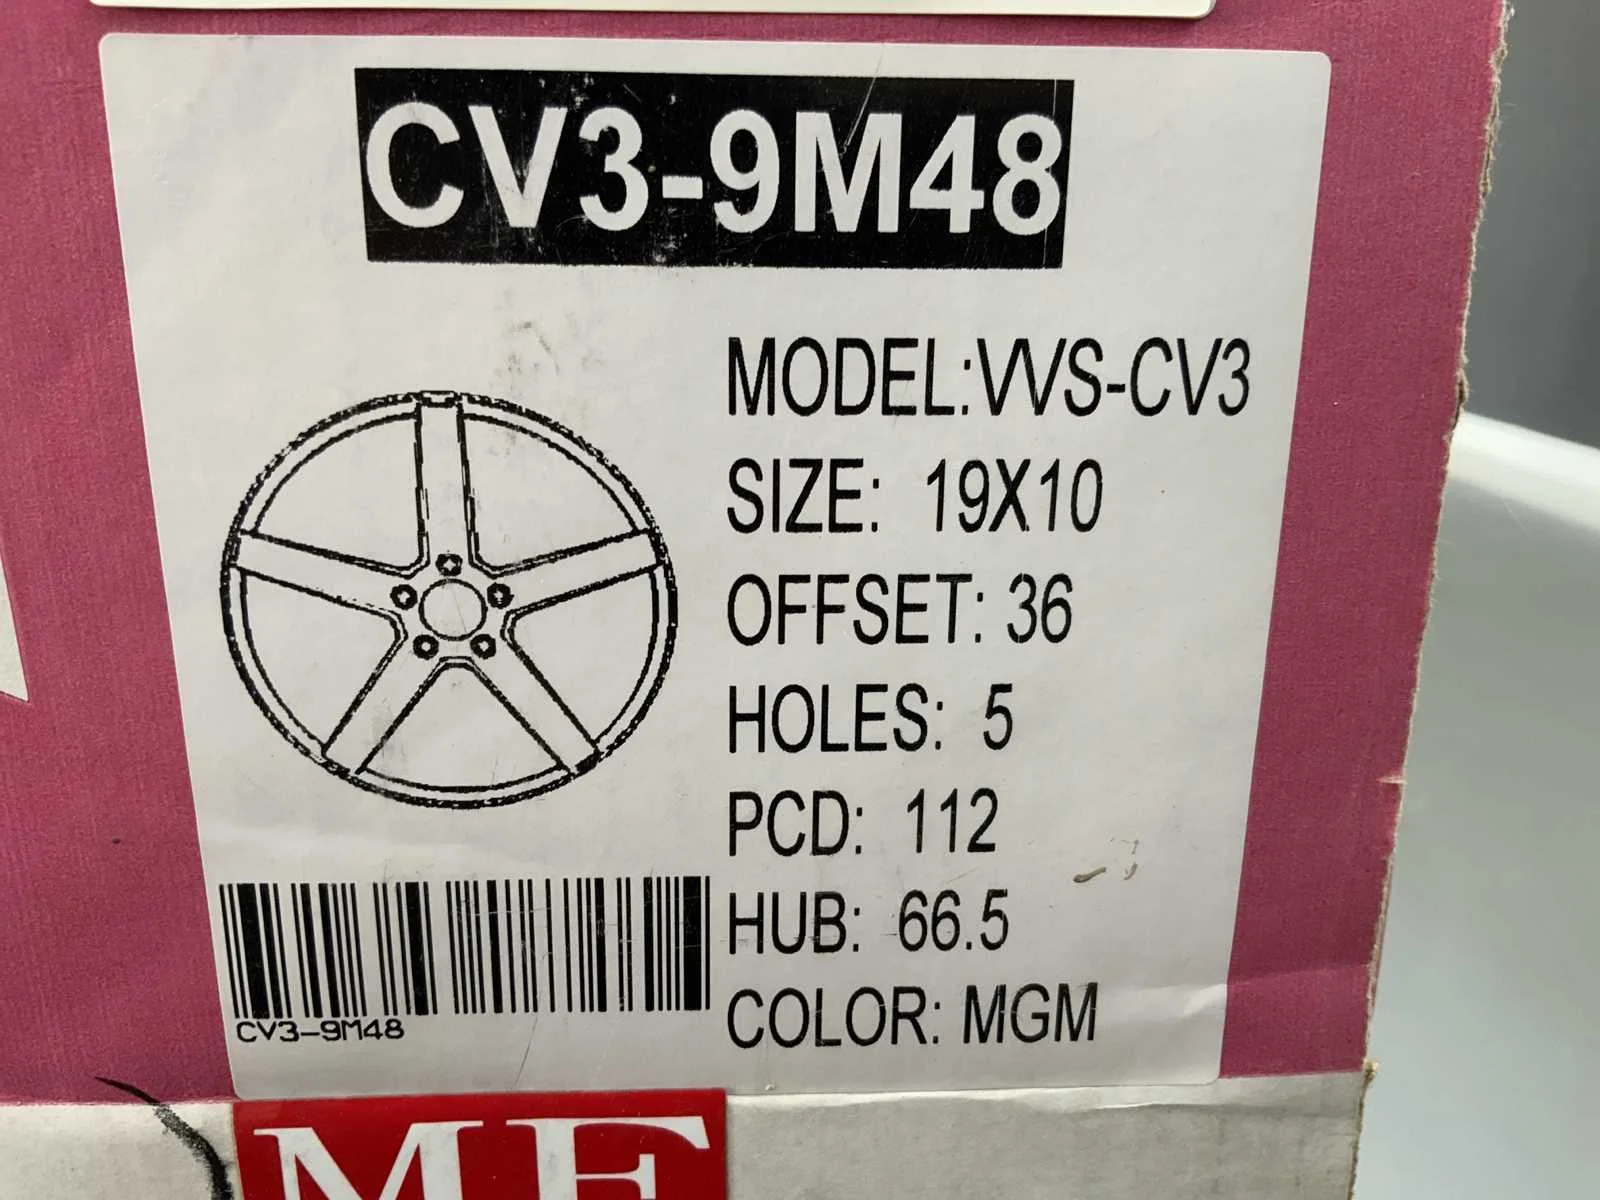 CV3-9M48
MODEL:VVS-CV3
SIZE: 19X10
OFFSET: 36
HOLES: 5
PCD: 112
HUB: 66.5
COLOR: MGM
CV3-9M48